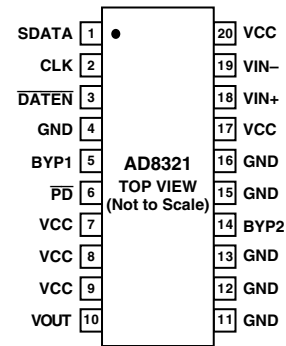 SDATA 1 20 VCC
CLK 2 19 VIN–
DATEN 3 18 VIN+
GND 4 17 VCC
BYP1 5 16 GND
AD8321
PD 6 TOP VIEW 15 GND
(Not to Scale)
VCC 7 14 BYP2
VCC 8 13 GND
VCC 9 12 GND
VOUT 10 11 GND